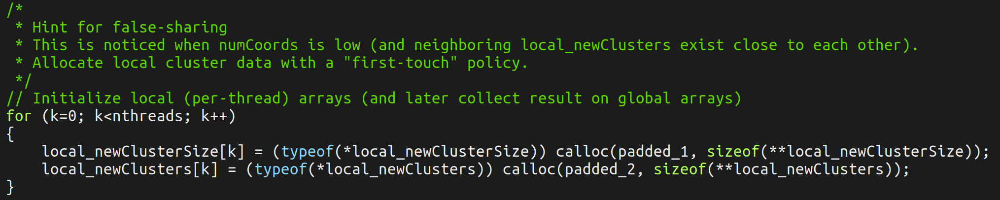 /*
 * Hint for false-sharing
 * This is noticed when numCoords is low (and neighboring local_newClusters exist close to each other).
 * Allocate local cluster data with a "first-touch" policy.
 */
// Initialize local (per-thread) arrays (and later collect result on global arrays)
for (k=0; k<nthreads; k++)
{
    local_newClusterSize[k] = (typeof(*local_newClusterSize)) calloc(padded_1, sizeof(**local_newClusterSize));
    local_newClusters[k] = (typeof(*local_newClusters)) calloc(padded_2, sizeof(**local_newClusters));
}